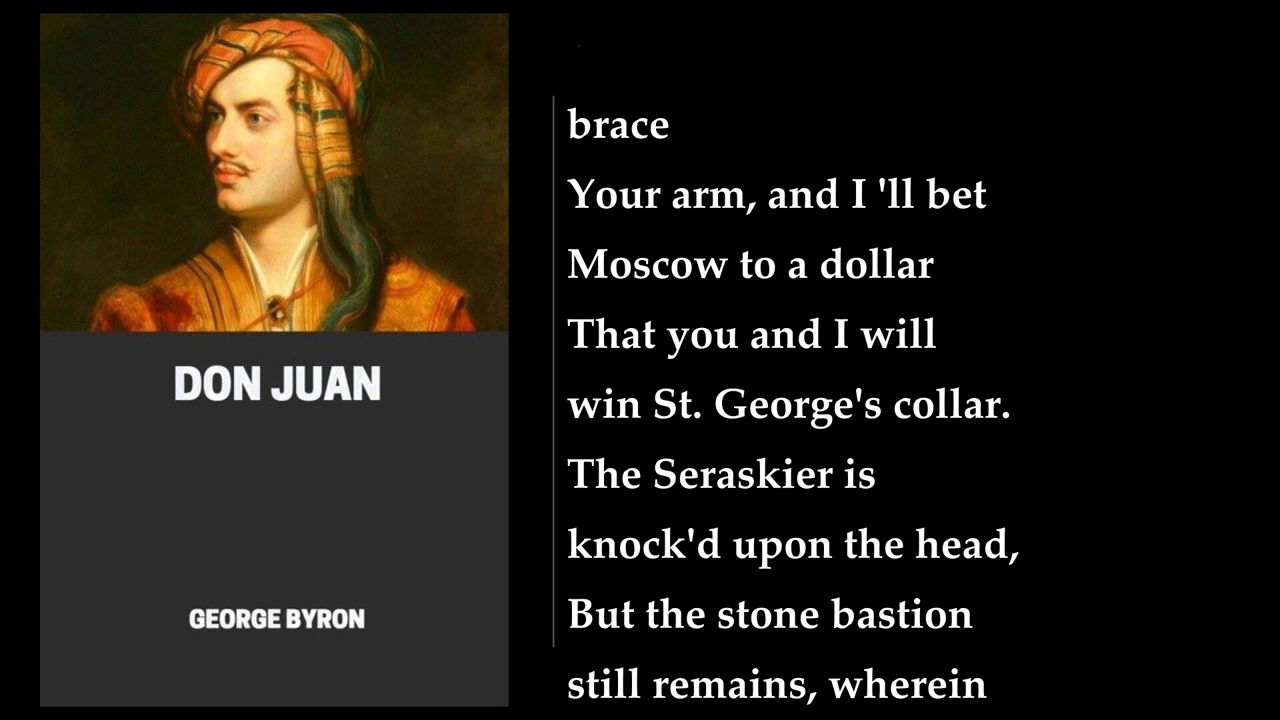 DON JUAN
GEORGE BYRON
brace
Your arm, and I 'll bet
Moscow to a dollar
That you and I will
win St. George's collar.
The Seraskier is
knock'd upon the head,
But the stone bastion
still remains, wherein